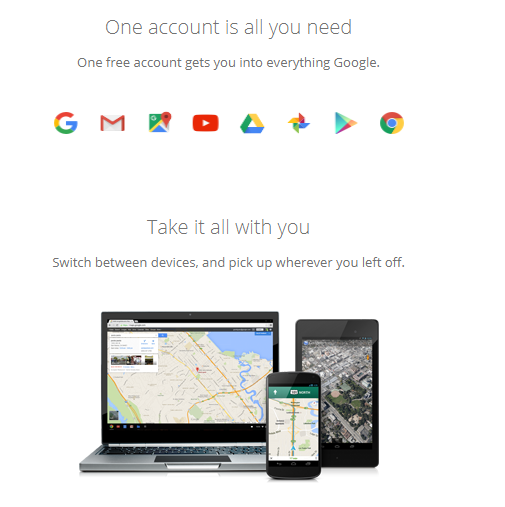 One account is all you need
One free account gets you into everything Google.
Take it all with you
Switch between devices, and pick up wherever you left off.
NORTH